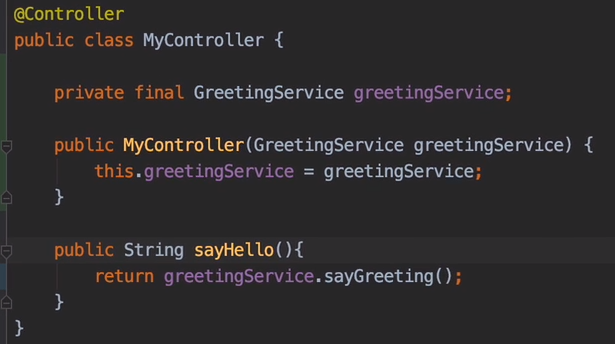 @Controller
public class MyController {
private final GreetingService greetingService;
public MyController(GreetingService greetingService) {
this.greetingService = greetingService;
}
public String sayHello(){
return greetingService.sayGreeting();
}
}